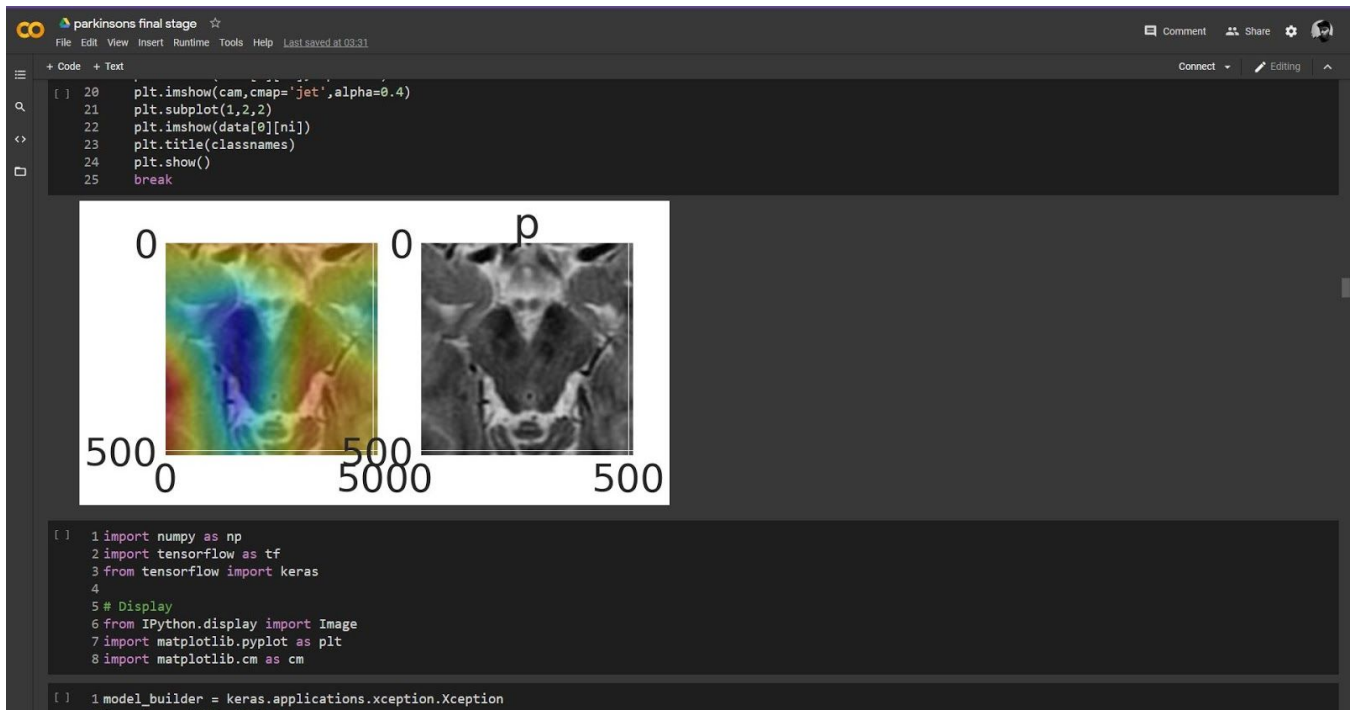 CO parkinsons final stage
File Edit View Insert Runtime Tools Help Last saved at 03:31
Comment Share
+ Code + Text
Connect Editing
[ ] 20
plt.imshow(cam,cmap='jet',alpha=0.4)
21 plt.subplot(1,2,2)
22 plt.imshow(data[0][ni])
23 plt.title(classnames)
24 plt.show()
25 break
p
0 0
500 500
0 5000 500
[ ] 1 import numpy as np
2 import tensorflow as tf
3 from tensorflow import keras
4
5 # Display
6 from IPython.display import Image
7 import matplotlib.pyplot as plt
8 import matplotlib.cm as cm
[ ] 1 model_builder = keras.applications.xception.Xception